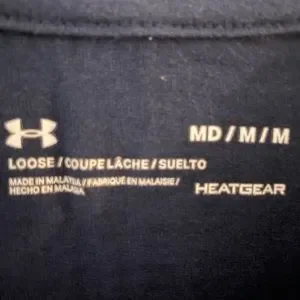 MD / M / M
LOOSE / COUPE LÂCHE / SUELTO
MADE IN MALAYSIA / FABRIQUÉ EN MALAISIE /
HECHO EN MALASIA
HEATGEAR